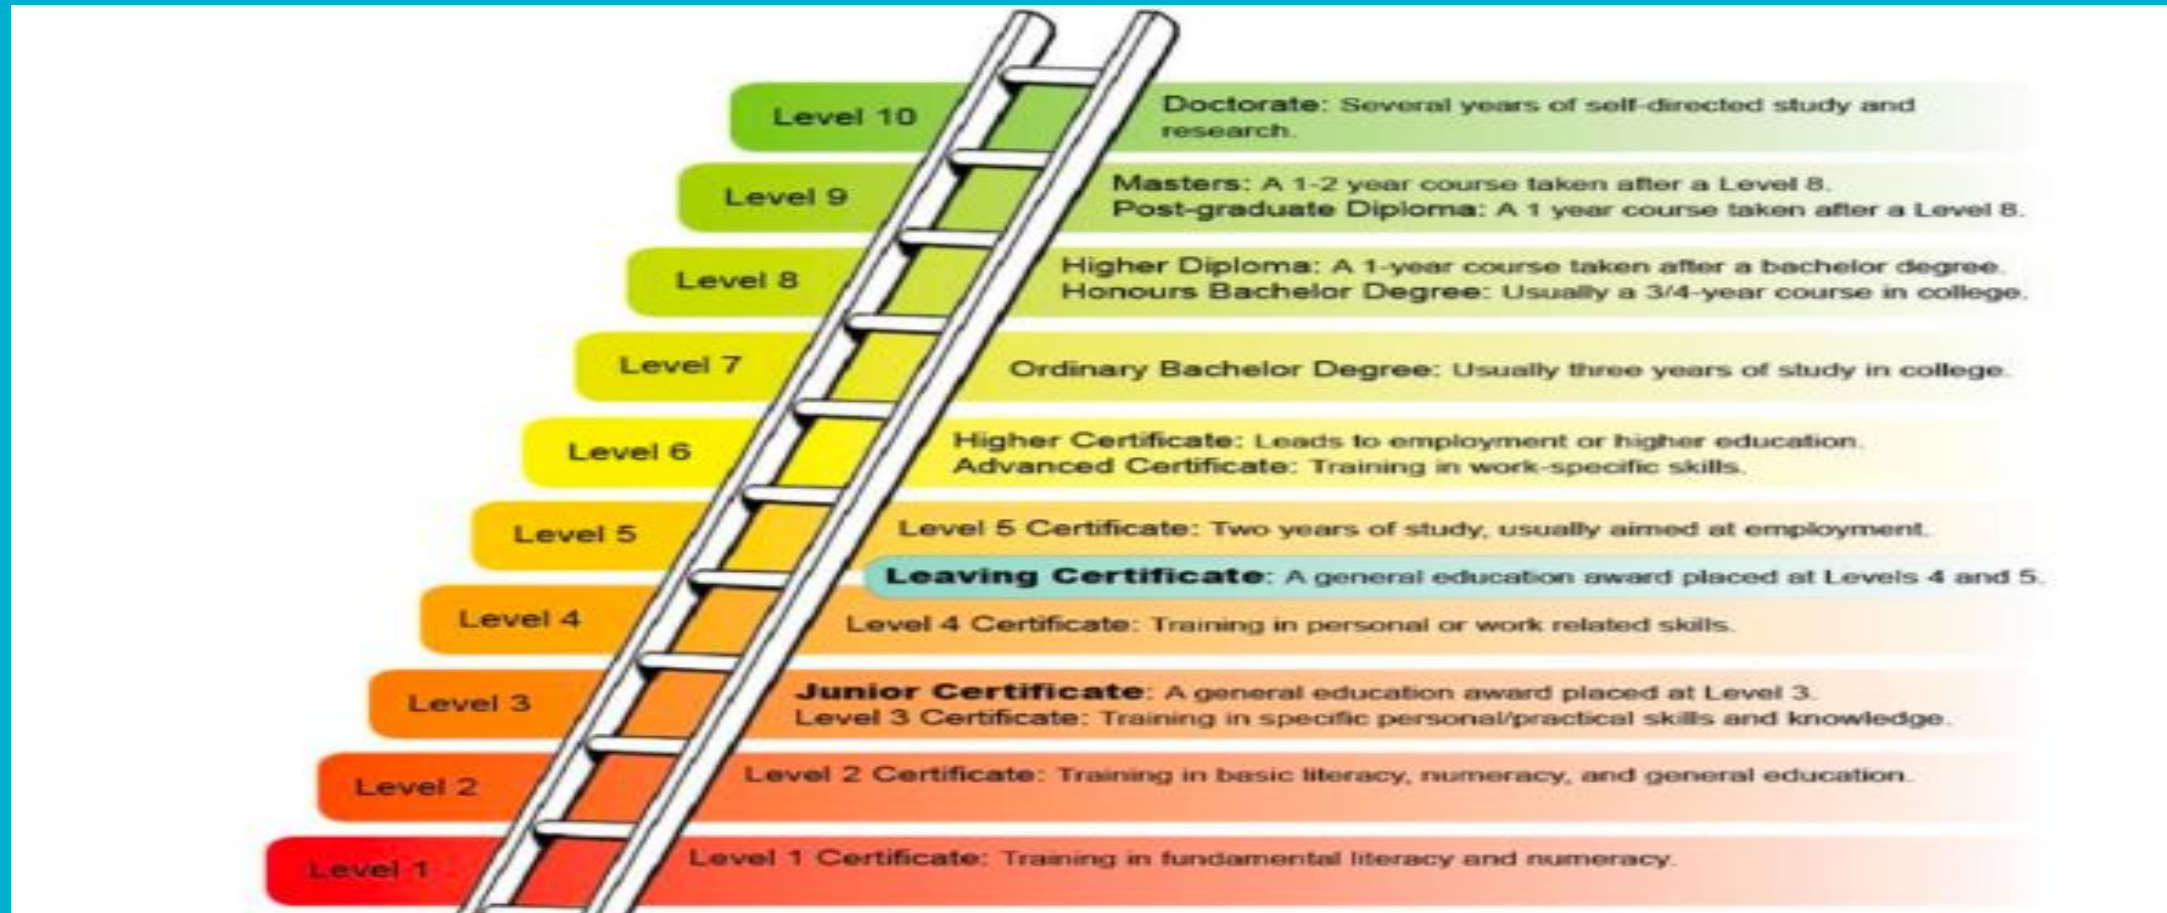 Level 10
Doctorate: Several years of self-directed study and
research.
Level 9
Masters: A 1-2 year course taken after a Level 8.
Post-graduate Diploma: A 1 year course taken after a Level 8.
Level 8
Higher Diploma: A 1-year course taken after a bachelor degree.
Honours Bachelor Degree: Usually a 3/4-year course in college.
Level 7
Ordinary Bachelor Degree: Usually three years of study in college.
Level 6
Higher Certificate: Leads to employment or higher education.
Advanced Certificate: Training in work-specific skills.
Level 5
Level 5 Certificate: Two years of study, usually aimed at employment.
Leaving Certificate: A general education award placed at Levels 4 and 5.
Level 4
Level 4 Certificate: Training in personal or work related skills.
Level 3
Junior Certificate: A general education award placed at Level 3.
Level 3 Certificate: Training in specific personal/practical skills and knowledge.
Level 2
Level 2 Certificate: Training in basic literacy, numeracy, and general education.
Level 1
Level 1 Certificate: Training in fundamental literacy and numeracy.